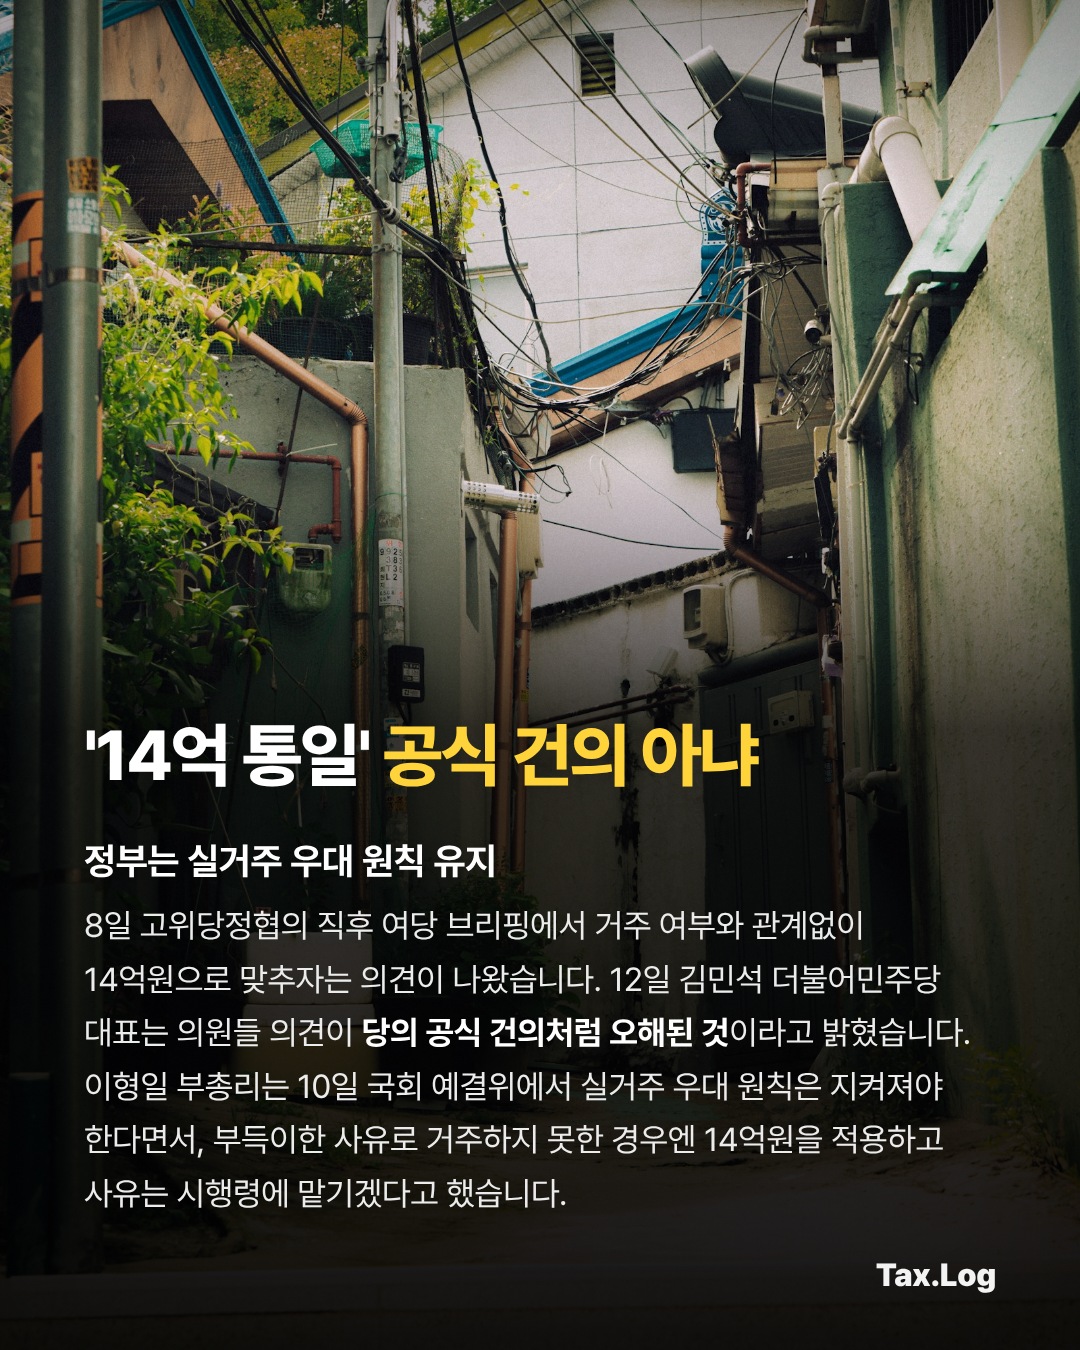 '14억 통일' 공식 건의 아냐
정부는 실거주 우대 원칙 유지
8일 고위당정협의 직후 여당 브리핑에서 거주 여부와 관계없이
14억원으로 맞추자는 의견이 나왔습니다. 12일 김민석 더불어민주당
대표는 의원들 의견이 당의 공식 건의처럼 오해된 것이라고 밝혔습니다.
이형일 부총리는 10일 국회 예결위에서 실거주 우대 원칙은 지켜져야
한다면서, 부득이한 사유로 거주하지 못한 경우엔 14억원을 적용하고
사유는 시행령에 맡기겠다고 했습니다.
Tax.Log